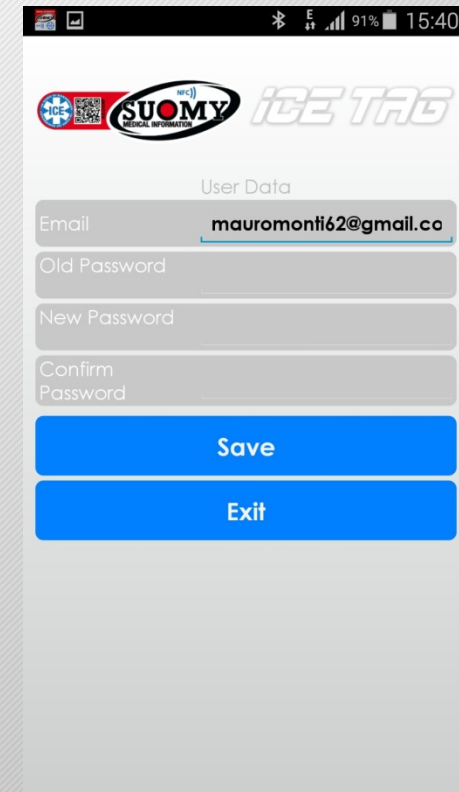 91% 15:40
ICE
NFC))
SUOMY
MEDICAL INFORMATION
ICE TAG
User Data
Email mauromonti62@gmail.co
Old Password
New Password
Confirm
Password
Save
Exit